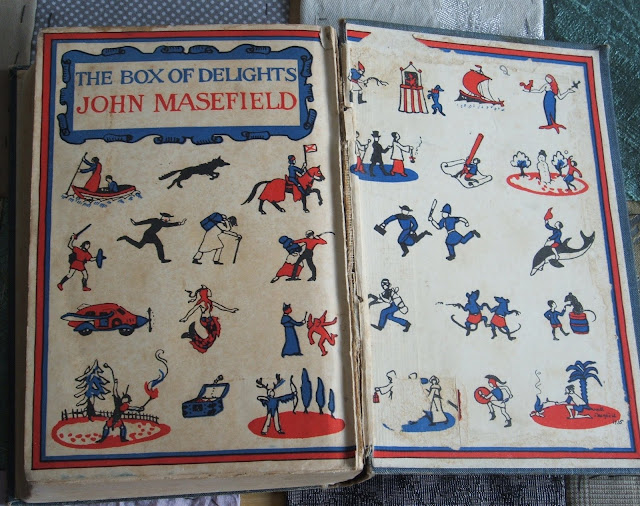 THE BOX OF DELIGHTS
JOHN MASEFIELD